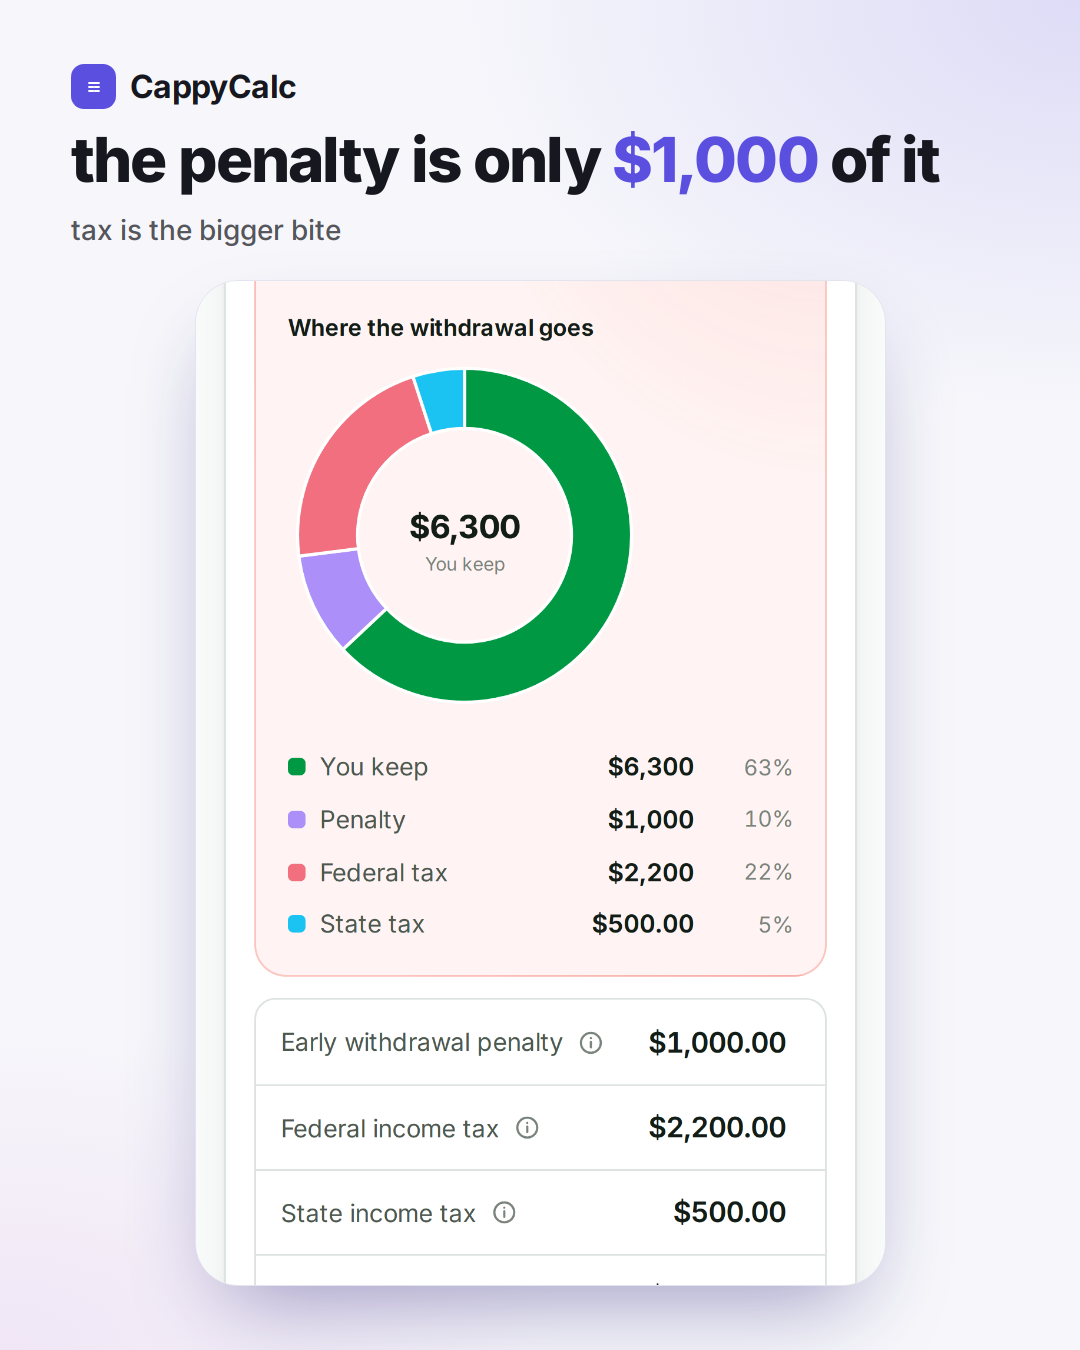 CappyCalc
the penalty is only $1,000 of it
tax is the bigger bite
Where the withdrawal goes
$6,300
You keep
You keep $6,300 63%
Penalty $1,000 10%
Federal tax $2,200 22%
State tax $500.00 5%
Early withdrawal penalty $1,000.00
Federal income tax $2,200.00
State income tax $500.00